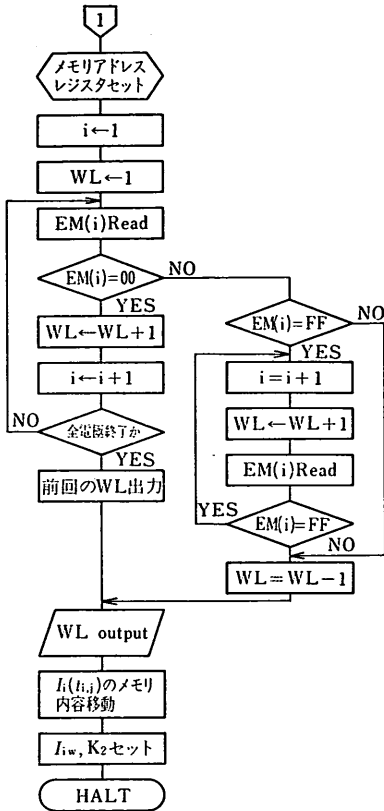 1
メモリアドレス
レジスタセット
i←1
WL←1
EM(i)Read
EM(i)=00
NO
YES
WL←WL+1
i←i+1
NO
全電極終了か
YES
前回のWL出力
EM(i)=FF
NO
YES
i=i+1
WL←WL+1
EM(i)Read
YES
EM(i)=FF
NO
WL=WL−1
WL output
Ii(ti,j)のメモリ
内容移動
Iiw, K2セット
HALT